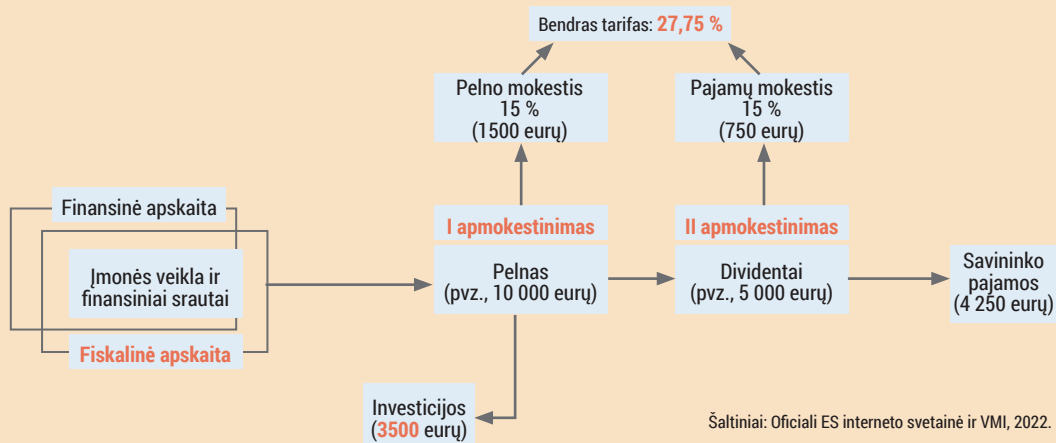 Bendras tarifas: 27,75 %
Pelno mokestis
15 %
(1500 eurų)
Pajamų mokestis
15 %
(750 eurų)
Finansinė apskaita
Įmonės veikla ir
finansiniai srautai
Fiskalinė apskaita
I apmokestinimas
Pelnas
(pvz., 10 000 eurų)
II apmokestinimas
Dividentai
(pvz., 5 000 eurų)
Savininko
pajamos
(4 250 eurų)
Investicijos
(3500 eurų)
Šaltiniai: Oficiali ES interneto svetainė ir VMI, 2022.